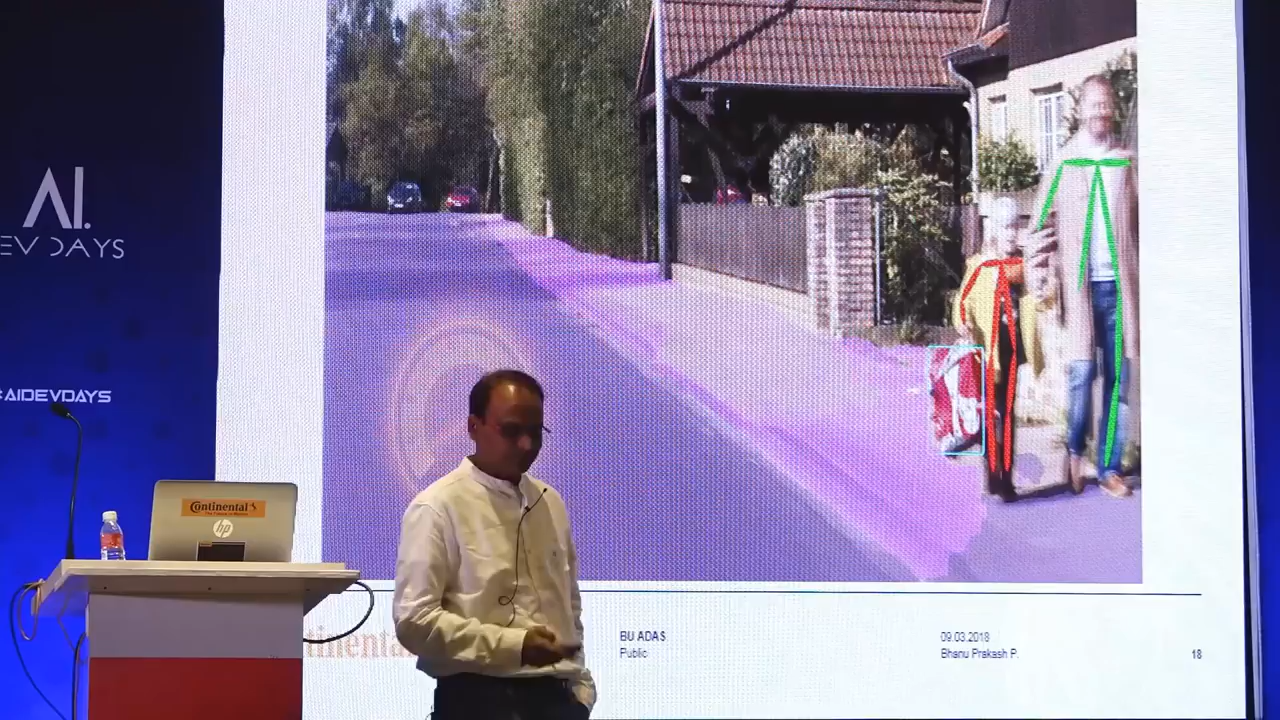 AI.
EV DAYS
#AIDEVDAYS
Continental
hp
BU ADAS
Public
09.03.2018
Bhanu Prakash P.
18